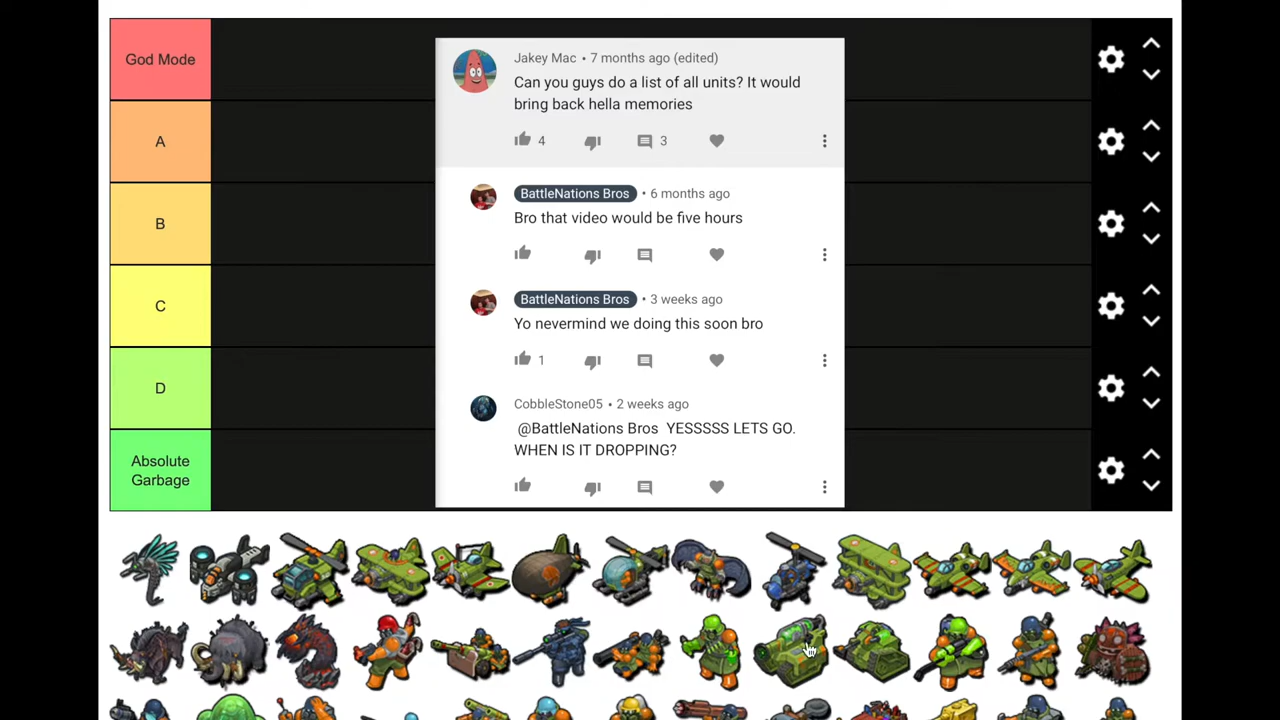 God Mode
A
B
C
D
Absolute
Garbage
Jakey Mac • 7 months ago (edited)
Can you guys do a list of all units? It would
bring back hella memories
4
3
BattleNations Bros • 6 months ago
Bro that video would be five hours
BattleNations Bros • 3 weeks ago
Yo nevermind we doing this soon bro
1
CobbleStone05 • 2 weeks ago
@BattleNations Bros YESSSSS LETS GO.
WHEN IS IT DROPPING?